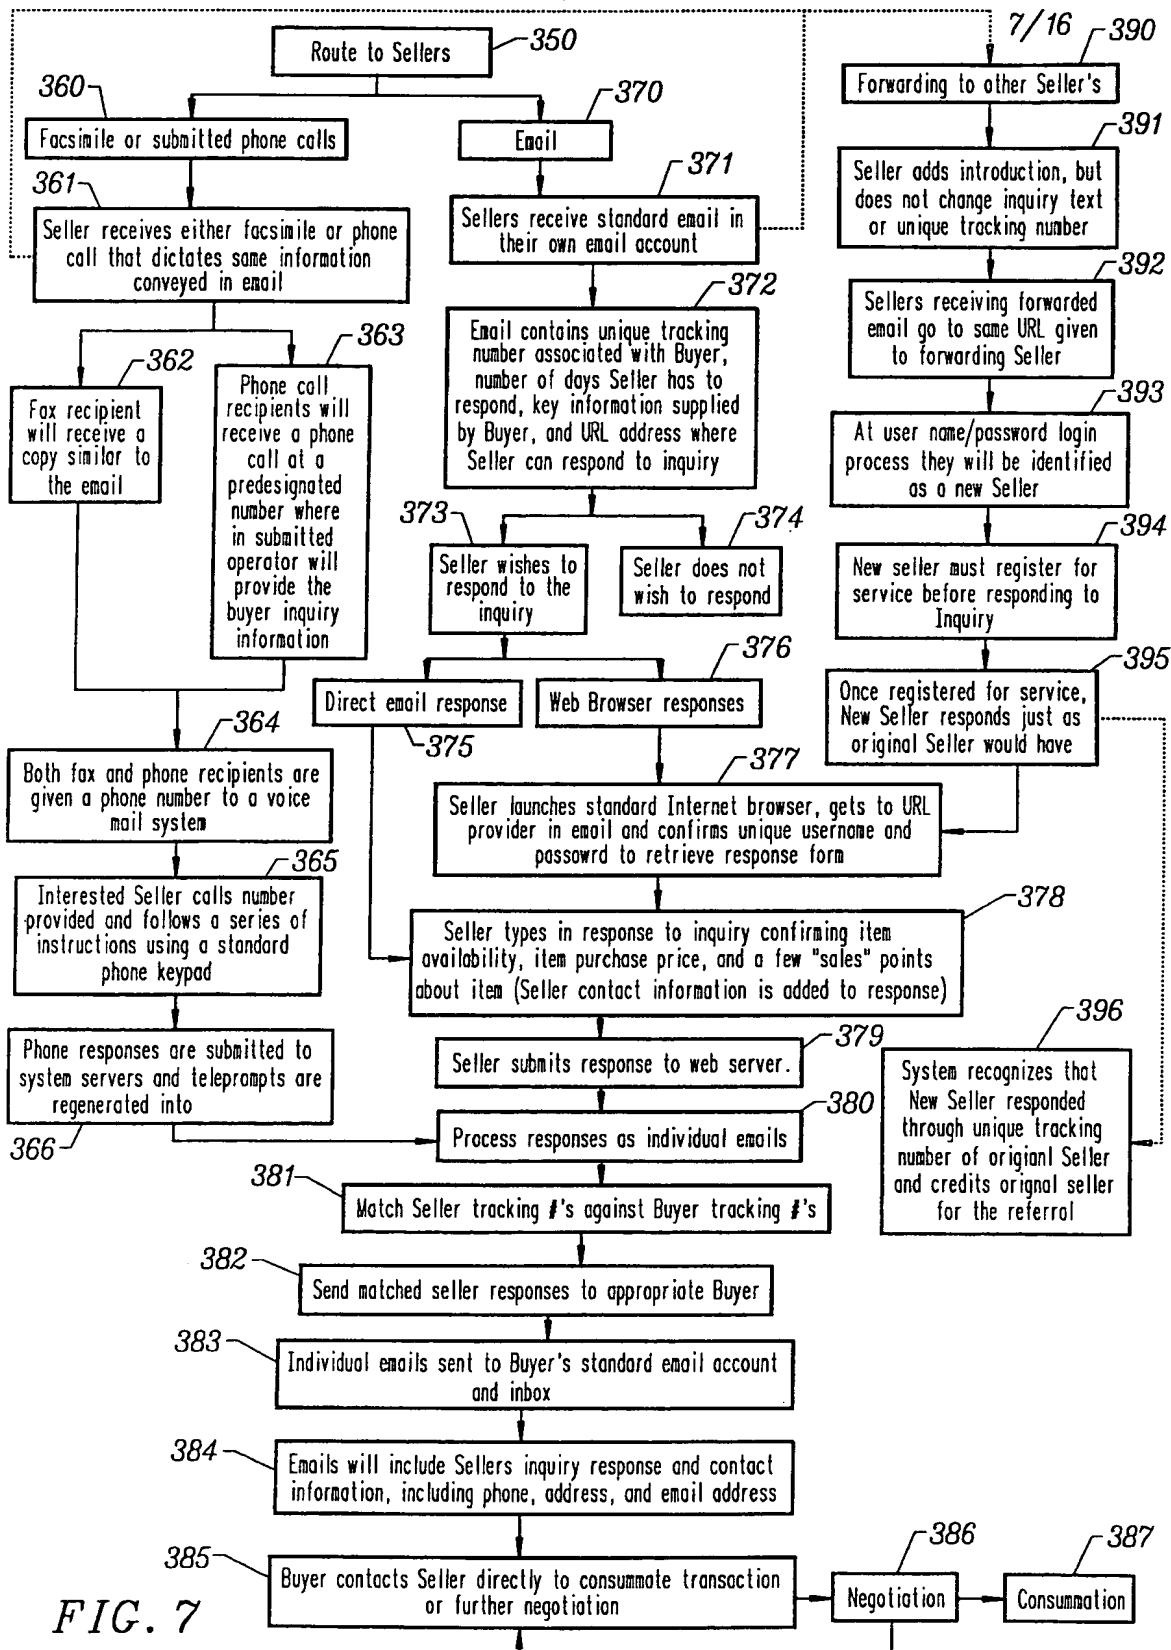 7/16
350
Route to Sellers
360
Facsimile or submitted phone calls
370
Email
361
Seller receives either facsimile or phone
call that dictates same information
conveyed in email
371
Sellers receive standard email in
their own email account
362
Fax recipient
will receive a
copy similar to
the email
363
Phone call
recipients will
receive a phone
call at a
predesignated
number where
in submitted
operator will
provide the
buyer inquiry
information
372
Email contains unique tracking
number associated with Buyer,
number of days Seller has to
respond, key information supplied
by Buyer, and URL address where
Seller can respond to inquiry
373
Seller wishes to
respond to the
inquiry
374
Seller does not
wish to respond
Direct email response
375
376
Web Browser responses
364
Both fax and phone recipients are
given a phone number to a voice
mail system
365
Interested Seller calls number
provided and follows a series of
instructions using a standard
phone keypad
Phone responses are submitted to
system servers and teleprompts are
regenerated into
366
377
Seller launches standard Internet browser, gets to URL
provider in email and confirms unique username and
passowrd to retrieve response form
378
Seller types in response to inquiry confirming item
availability, item purchase price, and a few "sales" points
about item (Seller contact information is added to response)
379
Seller submits response to web server.
380
Process responses as individual emails
381
Match Seller tracking #'s against Buyer tracking #'s
382
Send matched seller responses to appropriate Buyer
383
Individual emails sent to Buyer's standard email account
and inbox
384
Emails will include Sellers inquiry response and contact
information, including phone, address, and email address
385
Buyer contacts Seller directly to consummate transaction
or further negotiation
386
Negotiation
387
Consummation
390
Forwarding to other Seller's
391
Seller adds introduction, but
does not change inquiry text
or unique tracking number
392
Sellers receiving forwarded
email go to same URL given
to forwarding Seller
393
At user name/password login
process they will be identified
as a new Seller
394
New seller must register for
service before responding to
Inquiry
395
Once registered for service,
New Seller responds just as
original Seller would have
396
System recognizes that
New Seller responded
through unique tracking
number of origianl Seller
and credits orignal seller
for the referral
FIG. 7